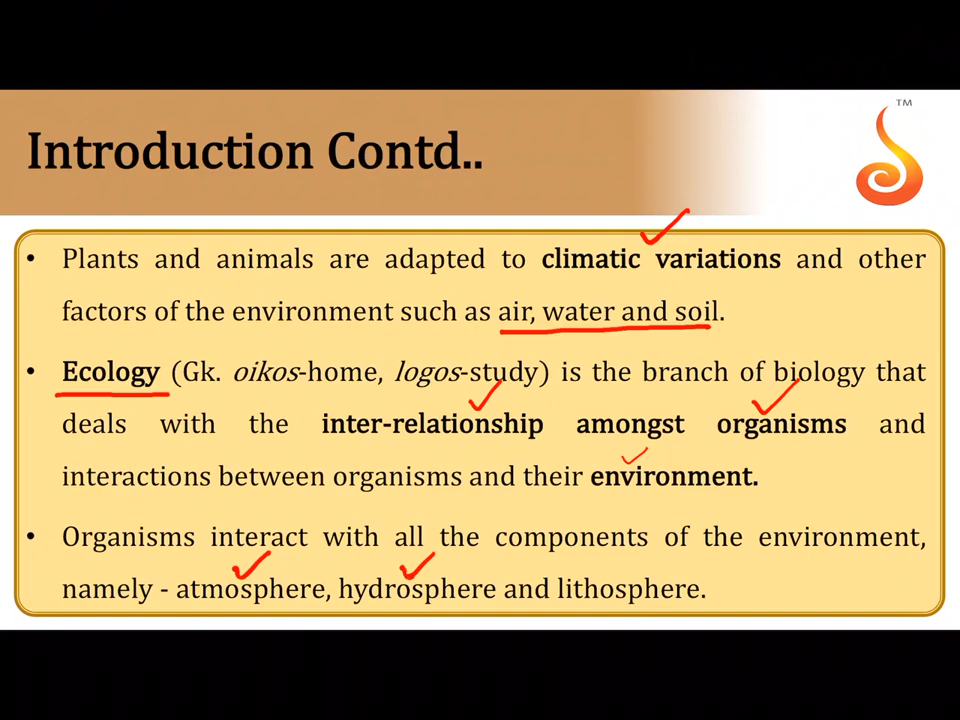 TM
Introduction Contd..
• Plants and animals are adapted to climatic variations and other
factors of the environment such as air, water and soil.
• Ecology (Gk. oikos-home, logos-study) is the branch of biology that
deals with the inter-relationship amongst organisms and
interactions between organisms and their environment.
• Organisms interact with all the components of the environment,
namely - atmosphere, hydrosphere and lithosphere.